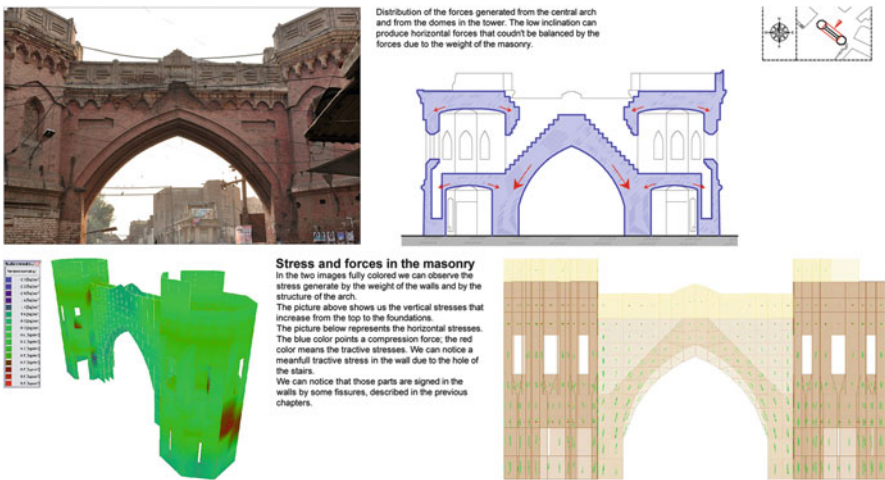 Distribution of the forces generated from the central arch
and from the domes in the tower. The low inclination can
produce horizontal forces that coudn't be balanced by the
forces due to the weight of the masonry.
Stress and forces in the masonry
In the two images fully colored we can observe the
stress generate by the weight of the walls and by the
structure of the arch.
The picture above shows us the vertical stresses that
increase from the top to the foundations.
The picture below represents the horizontal stresses.
The blue color points a compression force; the red
color means the tractive stresses. We can notice a
meanfull tractive stress in the wall due to the hole of
the stairs.
We can notice that those parts are signed in the
walls by some fissures, described in the previous
chapters.